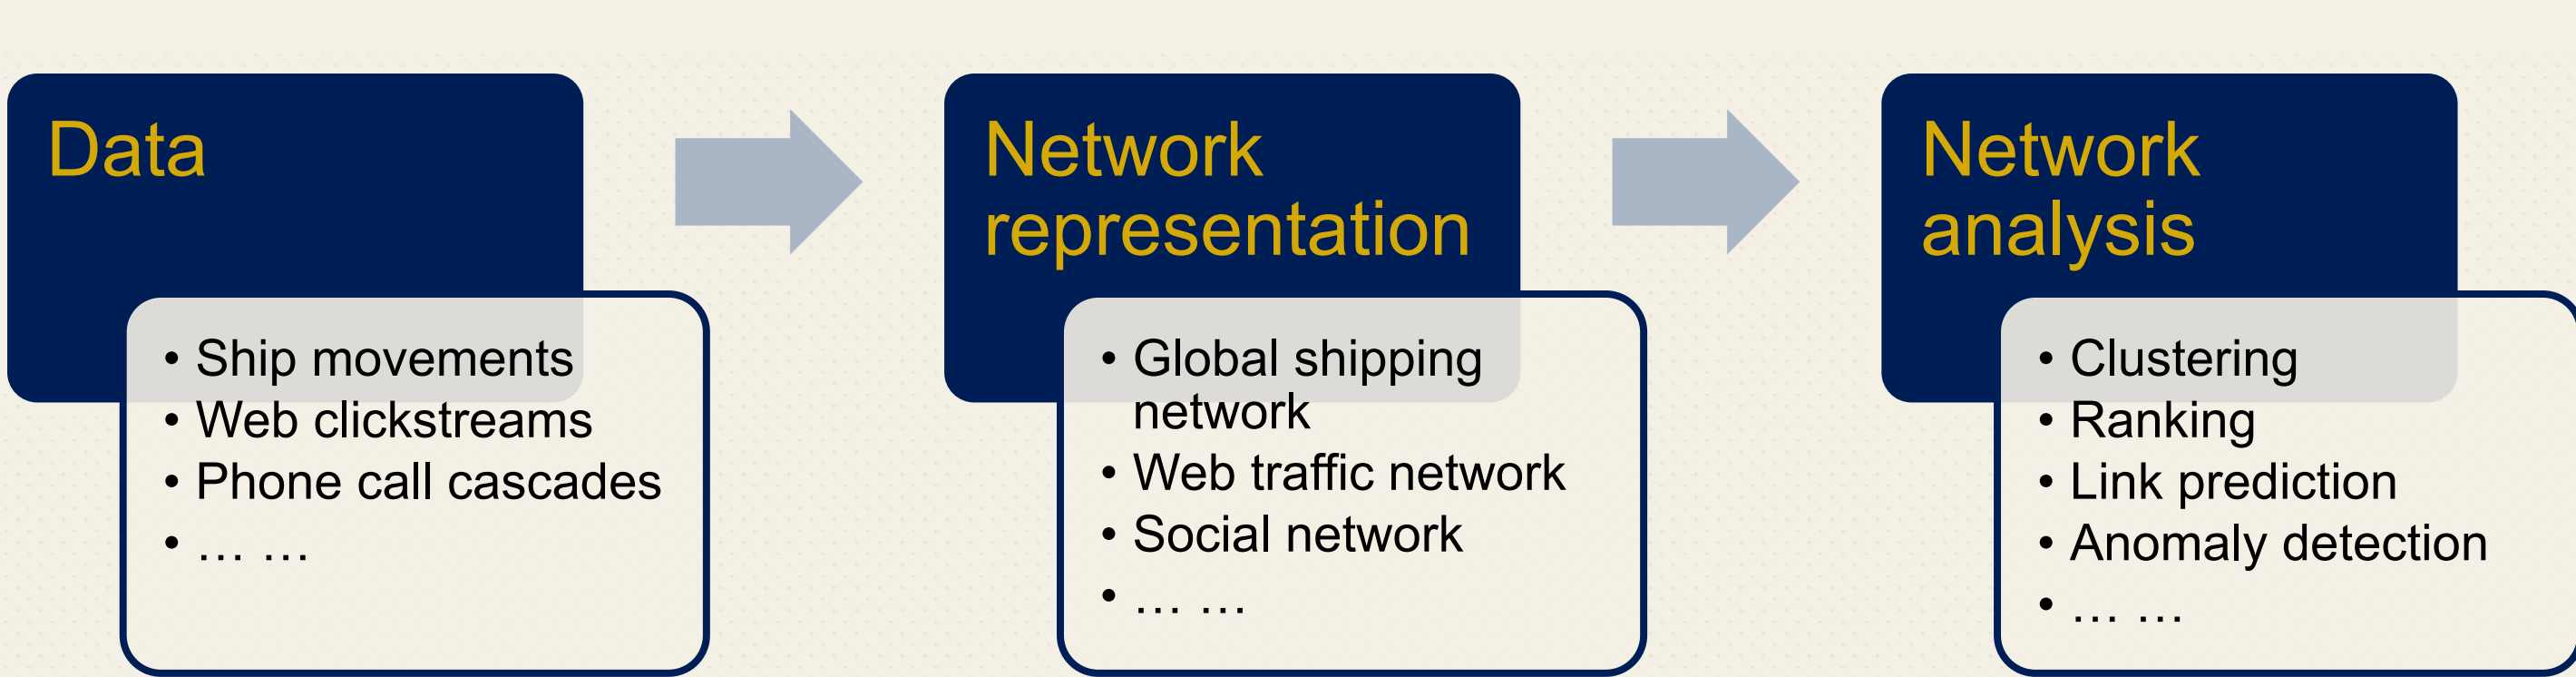 Data
• Ship movements
• Web clickstreams
• Phone call cascades
• … …
Network
representation
• Global shipping
network
• Web traffic network
• Social network
• … …
Network
analysis
• Clustering
• Ranking
• Link prediction
• Anomaly detection
• … …